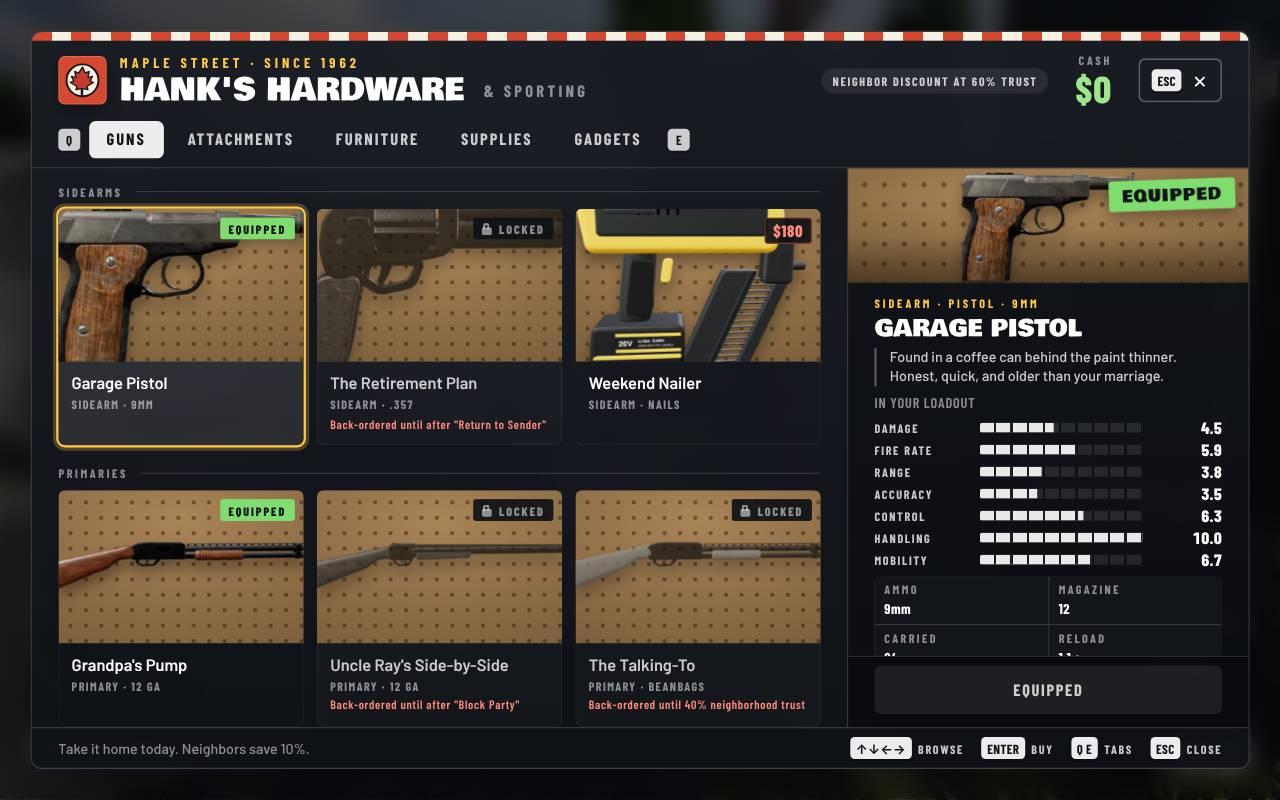 MAPLE STREET · SINCE 1962
HANK'S HARDWARE & SPORTING
NEIGHBOR DISCOUNT AT 60% TRUST
CASH
$0
ESC ×
Q GUNS ATTACHMENTS FURNITURE SUPPLIES GADGETS E
SIDEARMS
EQUIPPED
Garage Pistol
SIDEARM · 9MM
LOCKED
The Retirement Plan
SIDEARM · .357
Back-ordered until after "Return to Sender"
$180
20V
Weekend Nailer
SIDEARM · NAILS
PRIMARIES
EQUIPPED
Grandpa's Pump
PRIMARY · 12 GA
LOCKED
Uncle Ray's Side-by-Side
PRIMARY · 12 GA
Back-ordered until after "Block Party"
LOCKED
The Talking-To
PRIMARY · BEANBAGS
Back-ordered until 40% neighborhood trust
EQUIPPED
SIDEARM · PISTOL · 9MM
GARAGE PISTOL
Found in a coffee can behind the paint thinner.
Honest, quick, and older than your marriage.
IN YOUR LOADOUT
DAMAGE 4.5
FIRE RATE 5.9
RANGE 3.8
ACCURACY 3.5
CONTROL 6.3
HANDLING 10.0
MOBILITY 6.7
AMMO
9mm
MAGAZINE
12
CARRIED
RELOAD
EQUIPPED
Take it home today. Neighbors save 10%.
↑↓←→ BROWSE ENTER BUY Q E TABS ESC CLOSE